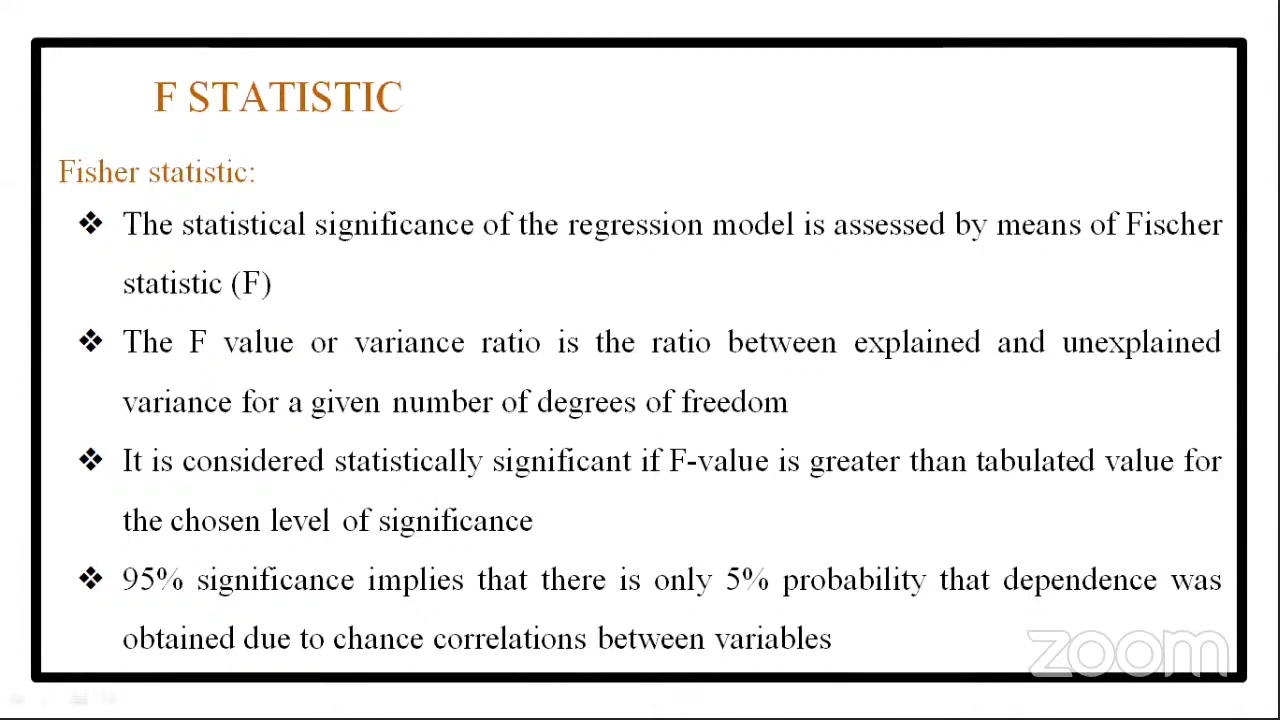 F STATISTIC
Fisher statistic:
❖ The statistical significance of the regression model is assessed by means of Fischer
statistic (F)
❖ The F value or variance ratio is the ratio between explained and unexplained
variance for a given number of degrees of freedom
❖ It is considered statistically significant if F-value is greater than tabulated value for
the chosen level of significance
❖ 95% significance implies that there is only 5% probability that dependence was
obtained due to chance correlations between variables
zoom